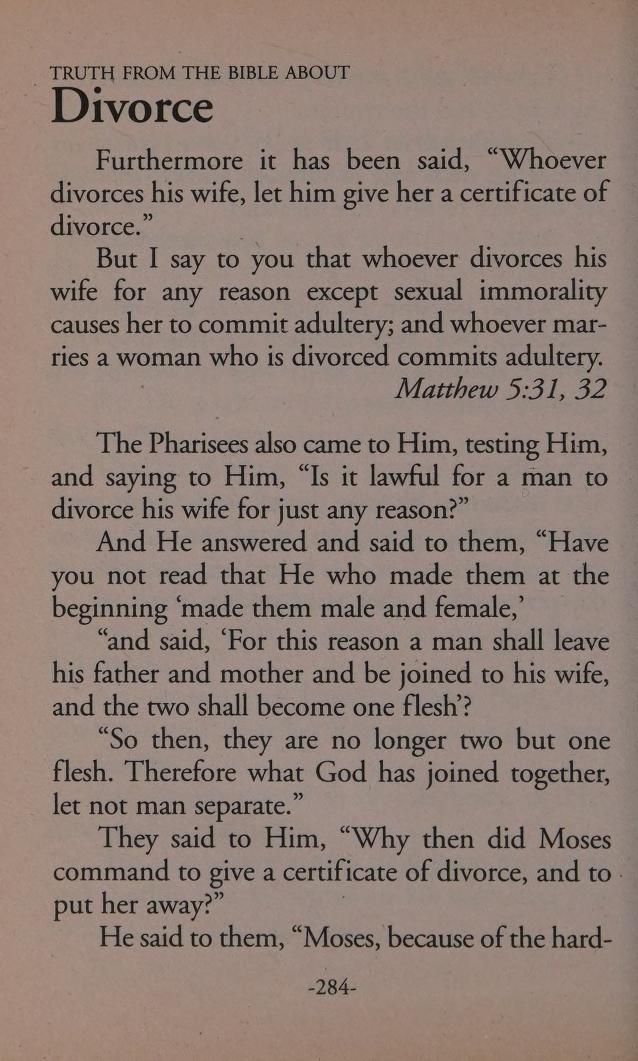 TRUTH FROM THE BIBLE ABOUT
Divorce
Furthermore it has been said, “Whoever
divorces his wife, let him give her a certificate of
divorce.”
But I say to you that whoever divorces his
wife for any reason except sexual immorality
causes her to commit adultery; and whoever mar-
ries a woman who is divorced commits adultery.
Matthew 5:31, 32
The Pharisees also came to Him, testing Him,
and saying to Him, “Is it lawful for a man to
divorce his wife for just any reason?”
And He answered and said to them, “Have
you not read that He who made them at the
beginning ‘made them male and female,’
“and said, ‘For this reason a man shall leave
his father and mother and be joined to his wife,
and the two shall become one flesh’?
“So then, they are no longer two but one
flesh. Therefore what God has joined together,
let not man separate.”
They said to Him, “Why then did Moses
command to give a certificate of divorce, and to
put her away?”
He said to them, “Moses, because of the hard-
-284-